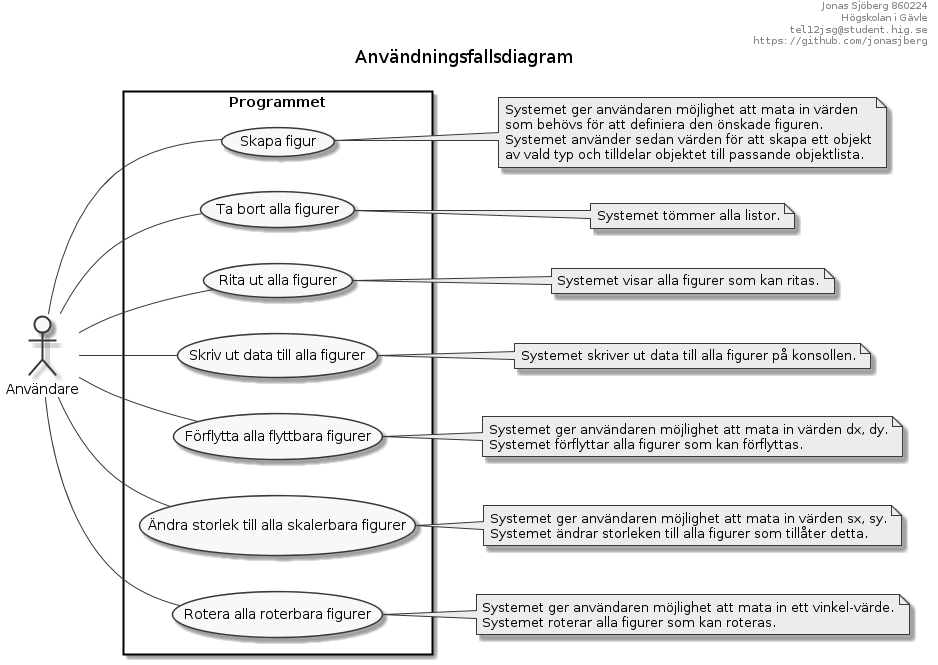 Jonas Sjöberg 860224
Högskolan i Gävle
tel12jsg@student.hig.se
https://github.com/jonasjberg
Användningsfallsdiagram
Programmet
Skapa figur
Systemet ger användaren möjlighet att mata in värden
som behövs för att definiera den önskade figuren.
Systemet använder sedan värden för att skapa ett objekt
av vald typ och tilldelar objektet till passande objektlista.
Ta bort alla figurer
Systemet tömmer alla listor.
Rita ut alla figurer
Systemet visar alla figurer som kan ritas.
Användare
Skriv ut data till alla figurer
Systemet skriver ut data till alla figurer på konsollen.
Förflytta alla flyttbara figurer
Systemet ger användaren möjlighet att mata in värden dx, dy.
Systemet förflyttar alla figurer som kan förflyttas.
Ändra storlek till alla skalerbara figurer
Systemet ger användaren möjlighet att mata in värden sx, sy.
Systemet ändrar storleken till alla figurer som tillåter detta.
Rotera alla roterbara figurer
Systemet ger användaren möjlighet att mata in ett vinkel-värde.
Systemet roterar alla figurer som kan roteras.